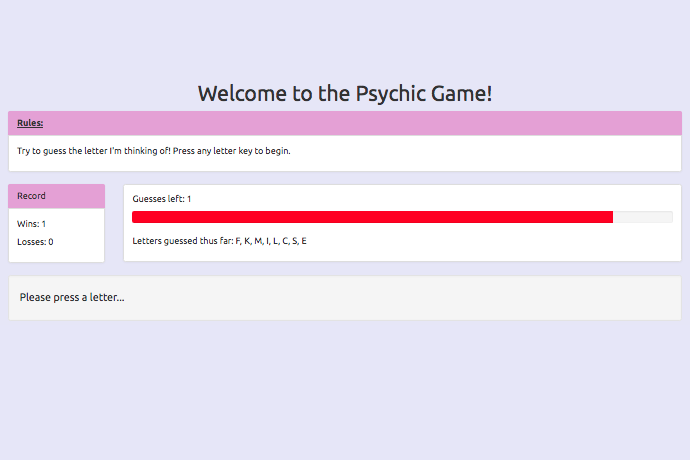 Welcome to the Psychic Game!
Rules:
Try to guess the letter I'm thinking of! Press any letter key to begin.
Record
Wins: 1
Losses: 0
Guesses left: 1
Letters guessed thus far: F, K, M, I, L, C, S, E
Please press a letter...